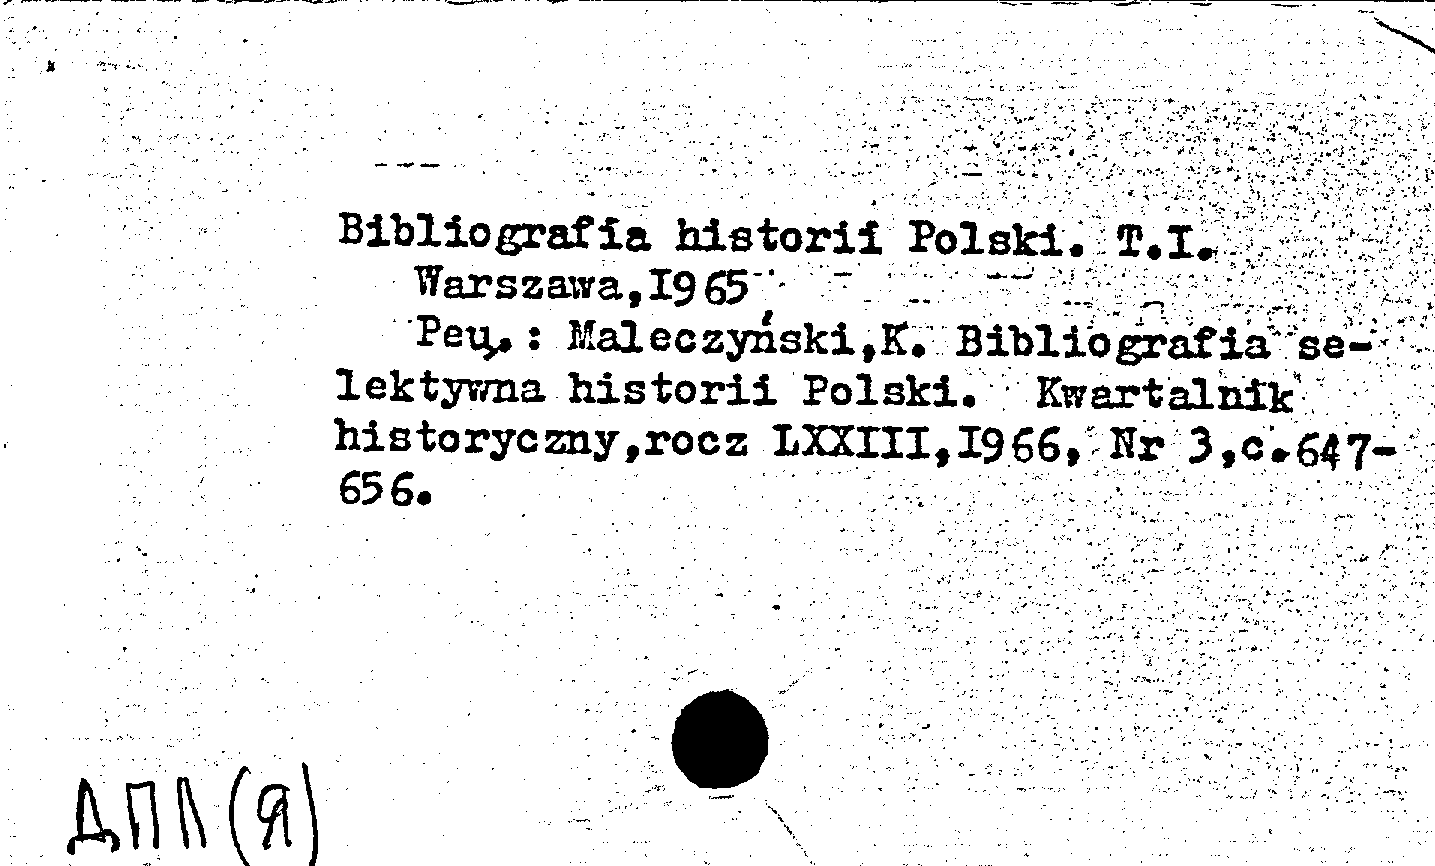 Bibliografia historii Polski. T.I.
Warszawa,1965
Рец.: Maleczyński,K. Bibliografia se-
lektywna historii Polski. Kwartalnik
historyczny,rocz LXXIII,1966, Nr 3,с.647-
656.
ДПЛ(Я)